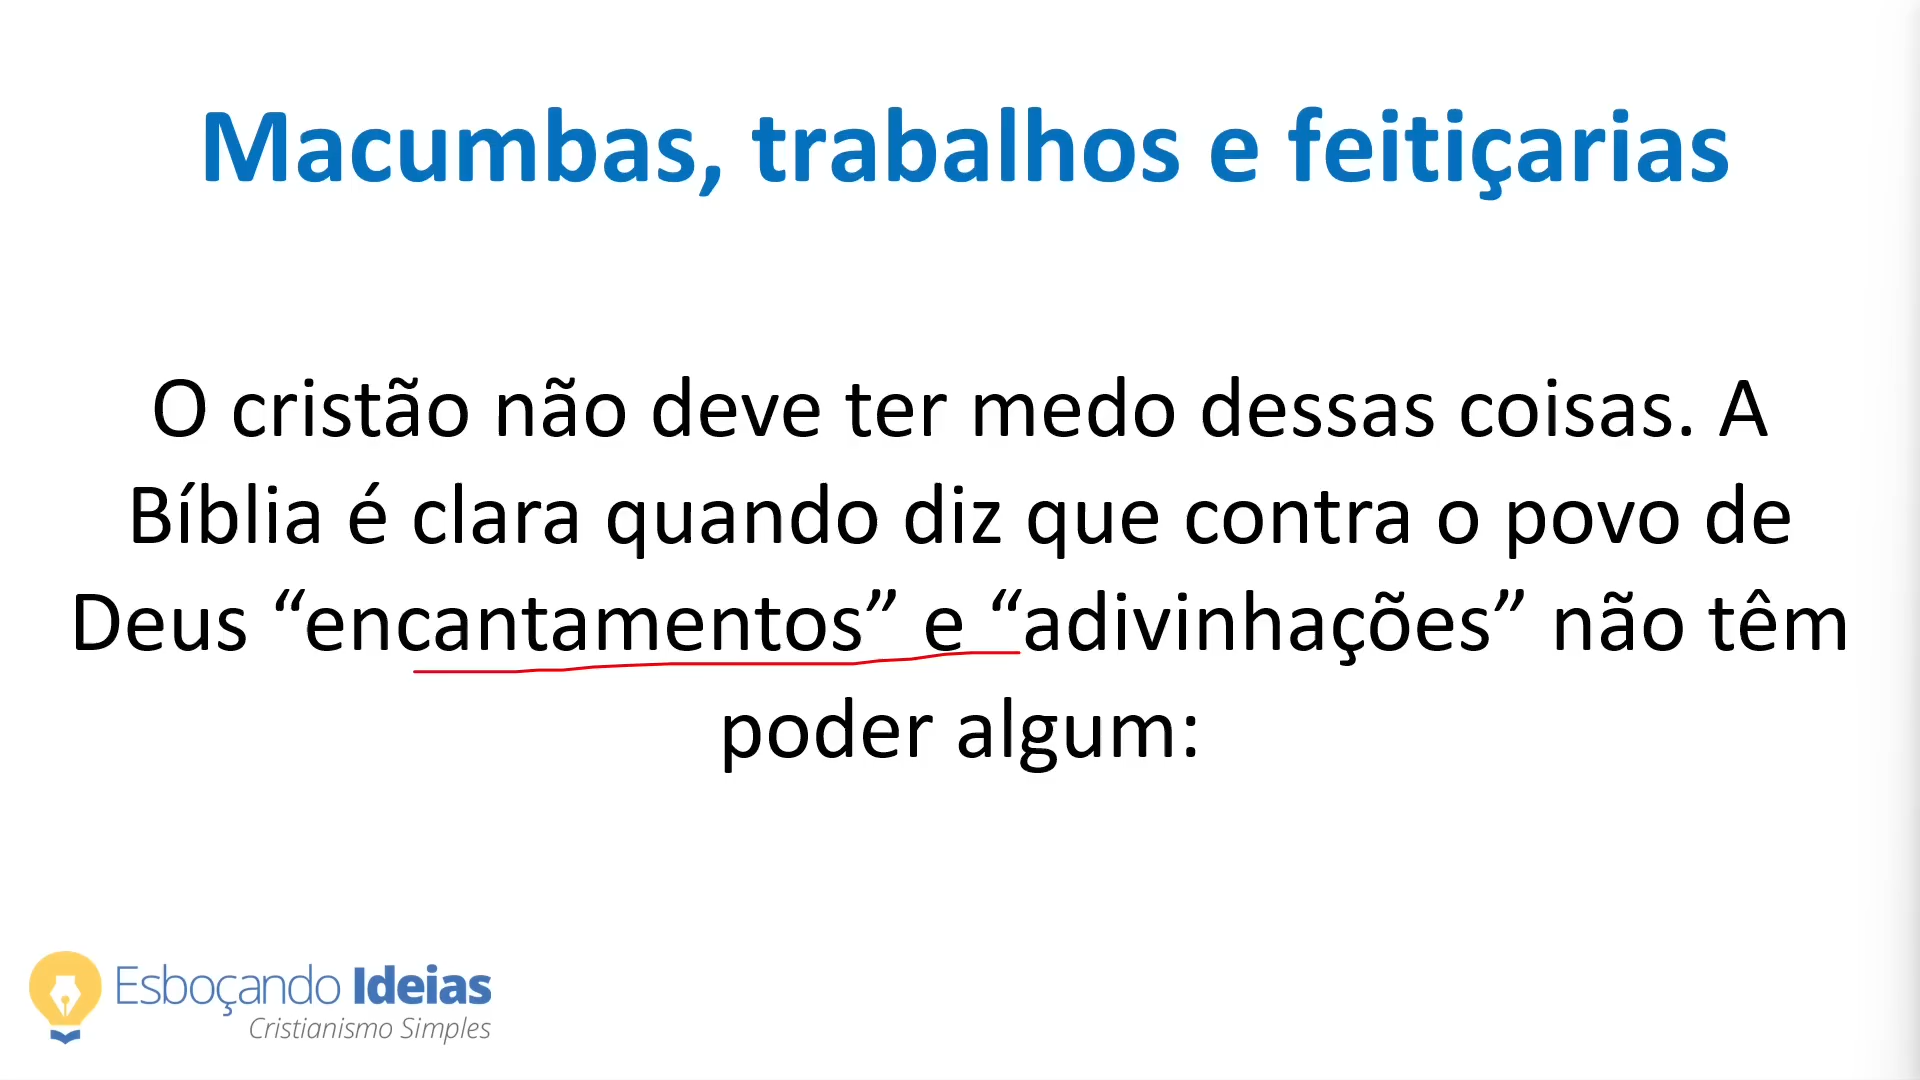 Macumbas, trabalhos e feitiçarias
O cristão não deve ter medo dessas coisas. A
Bíblia é clara quando diz que contra o povo de
Deus “encantamentos” e “adivinhações” não têm
poder algum:
Esboçando Ideias
Cristianismo Simples